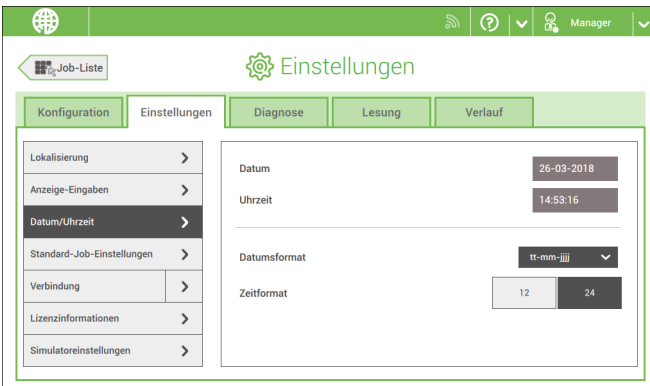 Manager
Job-Liste
Einstellungen
Konfiguration
Einstellungen
Diagnose
Lesung
Verlauf
Lokalisierung
Anzeige-Eingaben
Datum/Uhrzeit
Standard-Job-Einstellungen
Verbindung
Lizenzinformationen
Simulatoreinstellungen
Datum
26-03-2018
Uhrzeit
14:53:16
Datumsformat
tt-mm-jjjj
Zeitformat
12
24